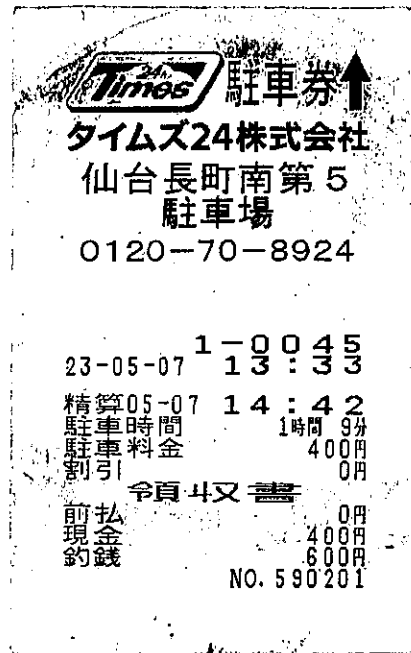 24h Times 駐車券↑
タイムズ24株式会社
仙台長町南第5
駐車場
0120-70-8924
1-0045
23-05-07 13:33
精算05-07 14:42
駐車時間 1時間 9分
駐車料金 400円
割引 0円
領収書
前払 0円
現金 400円
釣銭 600円
NO.590201